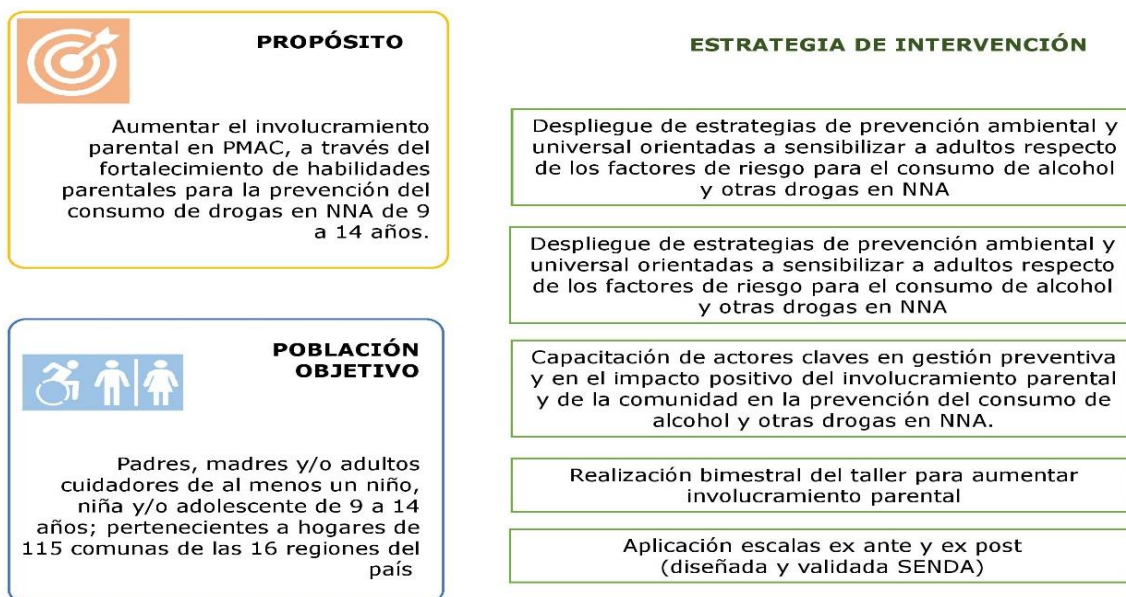 PROPÓSITO
Aumentar el involucramiento
parental en PMAC, a través del
fortalecimiento de habilidades
parentales para la prevención del
consumo de drogas en NNA de 9
a 14 años.
POBLACIÓN
OBJETIVO
Padres, madres y/o adultos
cuidadores de al menos un niño,
niña y/o adolescente de 9 a 14
años; pertenecientes a hogares de
115 comunas de las 16 regiones del
país
ESTRATEGIA DE INTERVENCIÓN
Despliegue de estrategias de prevención ambiental y
universal orientadas a sensibilizar a adultos respecto
de los factores de riesgo para el consumo de alcohol
y otras drogas en NNA
Despliegue de estrategias de prevención ambiental y
universal orientadas a sensibilizar a adultos respecto
de los factores de riesgo para el consumo de alcohol
y otras drogas en NNA
Capacitación de actores claves en gestión preventiva
y en el impacto positivo del involucramiento parental
y de la comunidad en la prevención del consumo de
alcohol y otras drogas en NNA.
Realización bimestral del taller para aumentar
involucramiento parental
Aplicación escalas ex ante y ex post
(diseñada y validada SENDA)